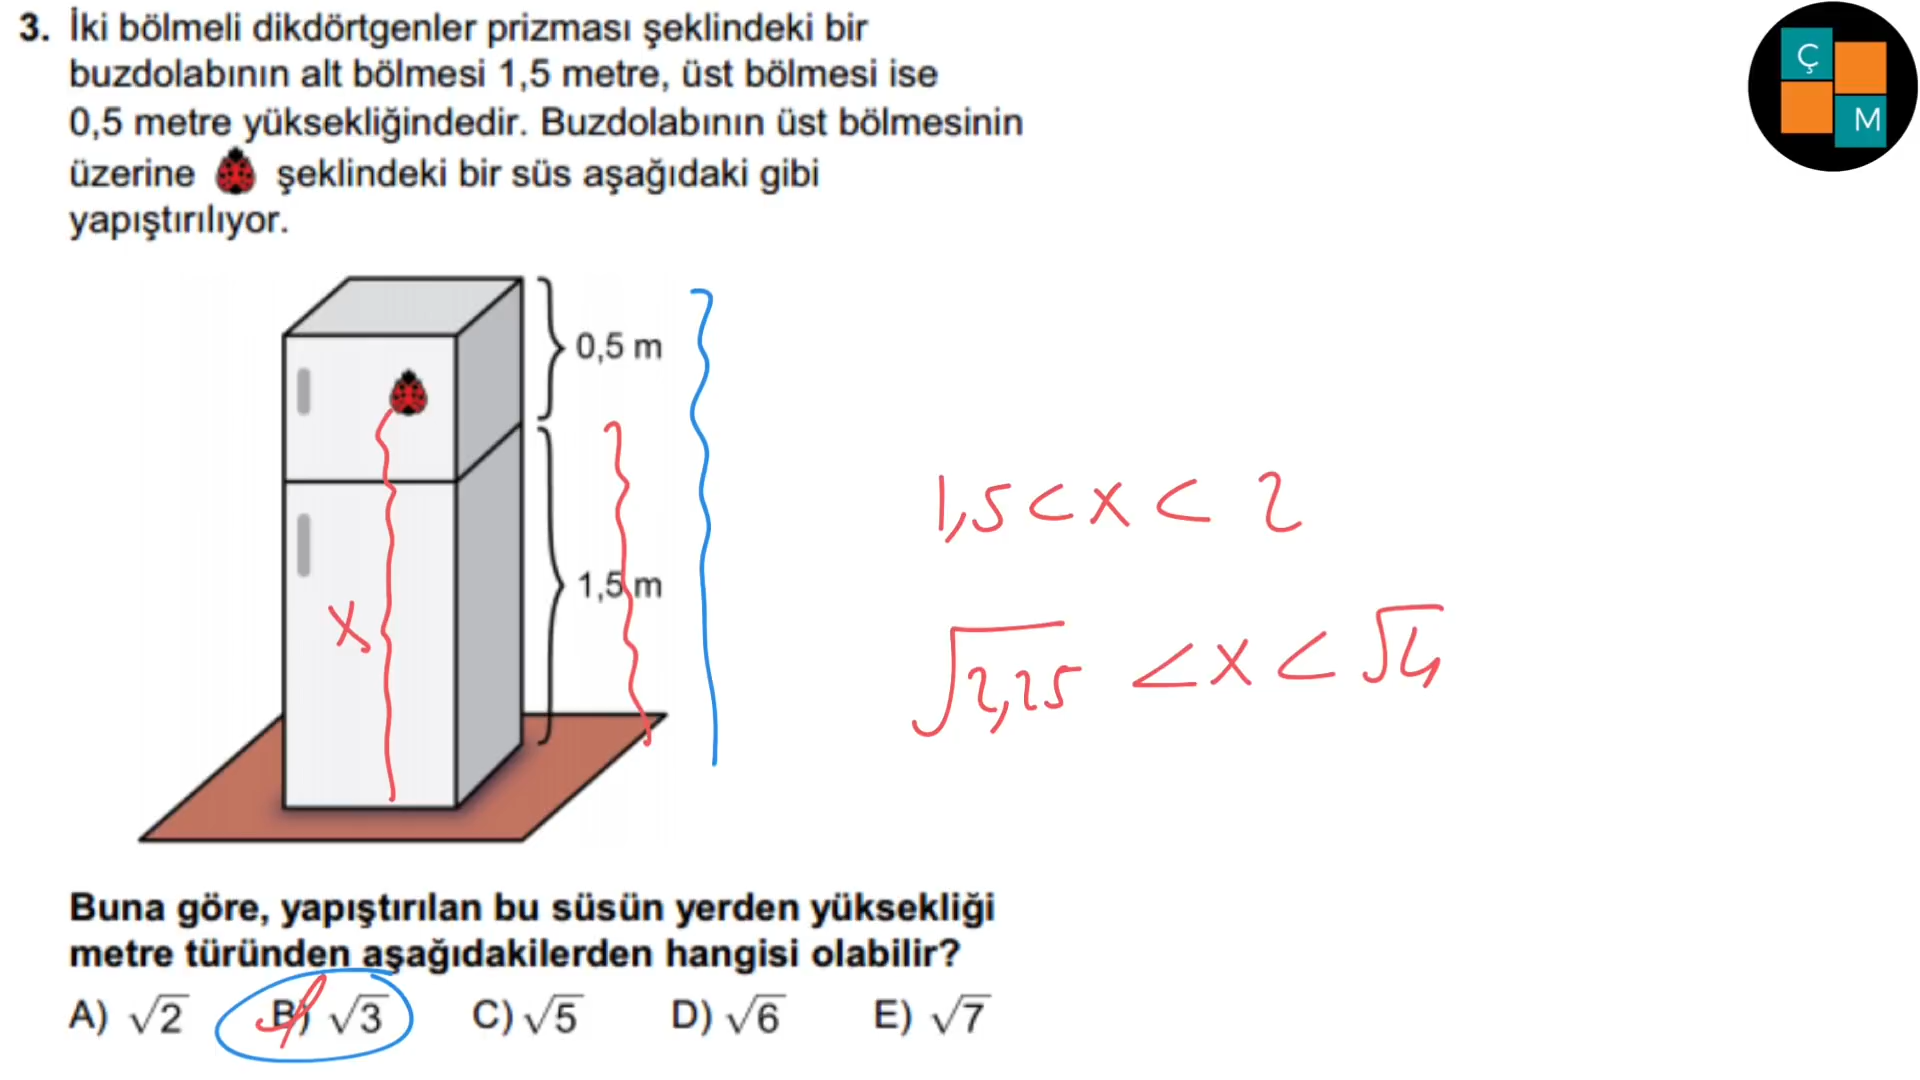 3. İki bölmeli dikdörtgenler prizması şeklindeki bir
buzdolabının alt bölmesi 1,5 metre, üst bölmesi ise
0,5 metre yüksekliğindedir. Buzdolabının üst bölmesinin
üzerine şeklindeki bir süs aşağıdaki gibi
yapıştırılıyor.
Ç
M
0,5 m
1,5 m
x
1,5 < x < 2
√2,25 < x < √4
Buna göre, yapıştırılan bu süsün yerden yüksekliği
metre türünden aşağıdakilerden hangisi olabilir?
A) √2 B) √3 C) √5 D) √6 E) √7